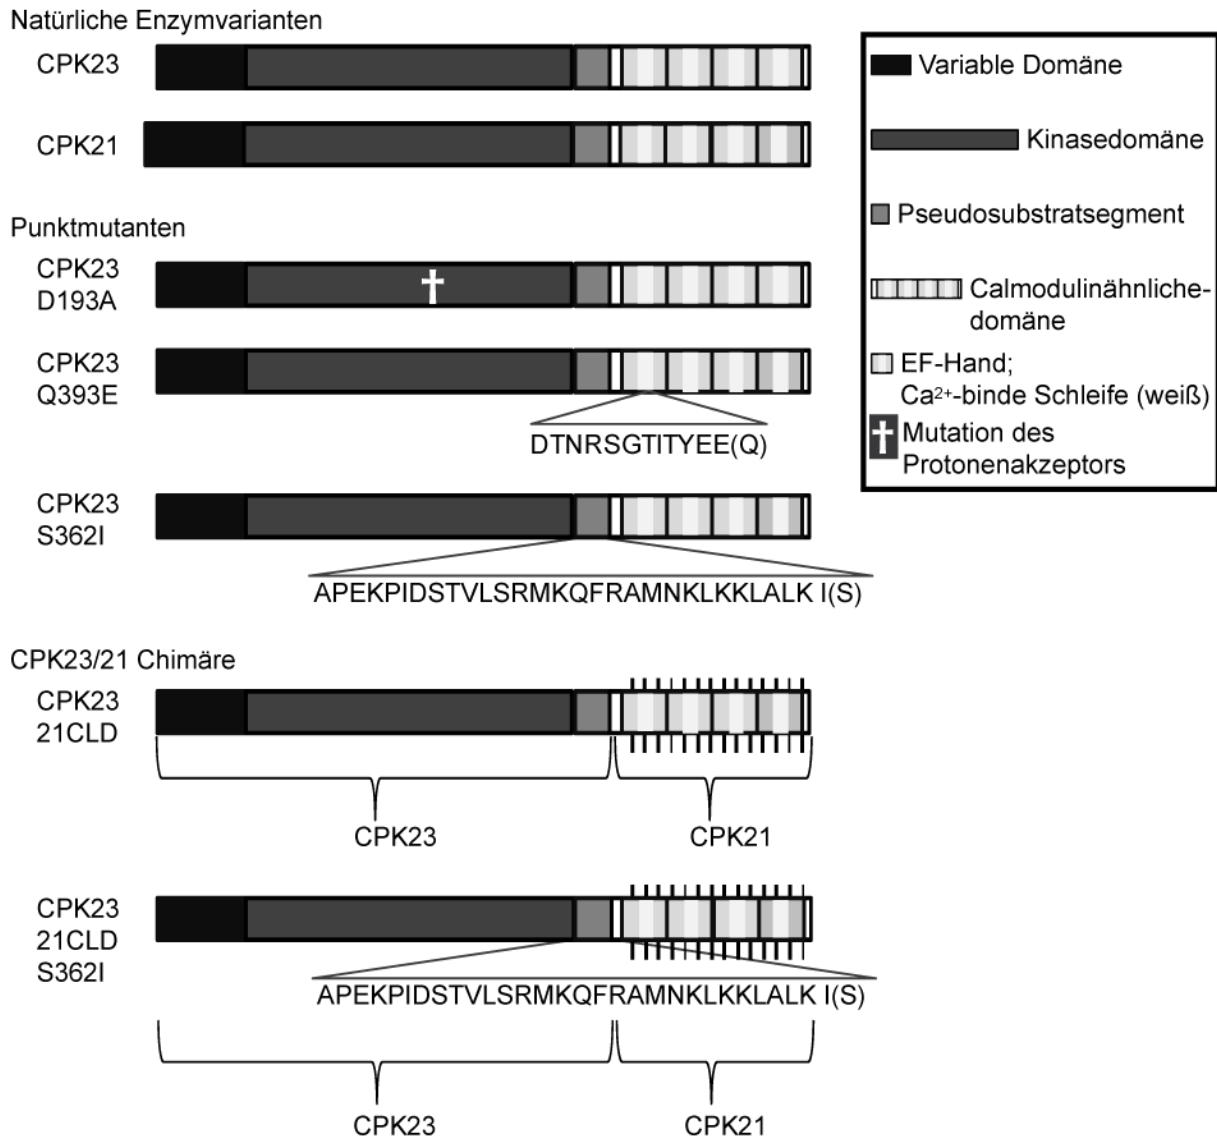 Natürliche Enzymvarianten
CPK23
CPK21
Punktmutanten
CPK23
D193A
CPK23
Q393E
DTNRSGTITYEE(Q)
CPK23
S362I
APEKPIDSTVLSRMKQFRAMNKLKKLALK I(S)
CPK23/21 Chimäre
CPK23
21CLD
CPK23
CPK21
CPK23
21CLD
S362I
APEKPIDSTVLSRMKQFRAMNKLKKLALK I(S)
CPK23
CPK21
Variable Domäne
Kinasedomäne
Pseudosubstratsegment
Calmodulinähnliche-
domäne
EF-Hand;
Ca²⁺-binde Schleife (weiß)
Mutation des
Protonenakzeptors